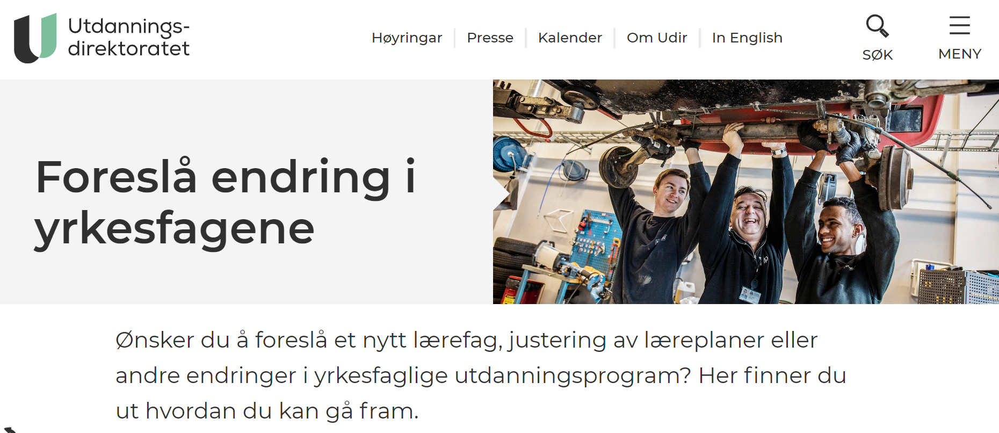 Utdannings-
direktoratet
Høyringar
Presse
Kalender
Om Udir
In English
SØK
MENY
Foreslå endring i
yrkesfagene
Ønsker du å foreslå et nytt lærefag, justering av læreplaner eller
andre endringer i yrkesfaglige utdanningsprogram? Her finner du
ut hvordan du kan gå fram.